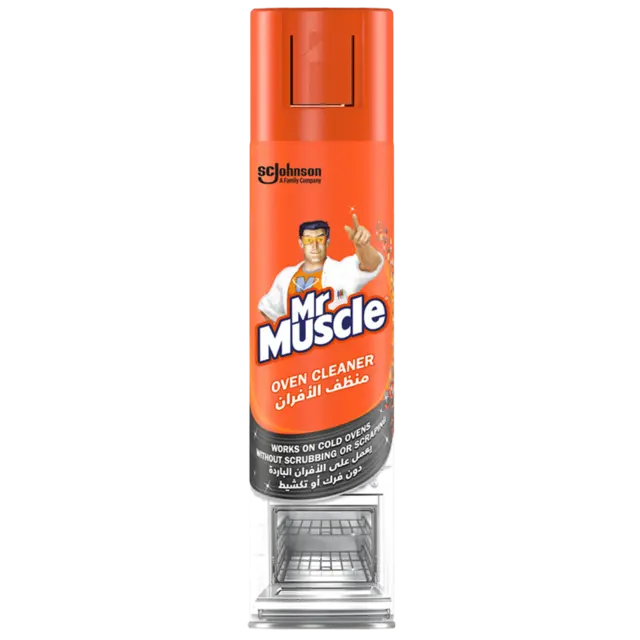 SCJohnson
A Family Company
Mr
Muscle
OVEN CLEANER
منظف الأفران
WORKS ON COLD OVENS
WITHOUT SCRUBBING OR SCRAPING
يعمل على الأفران الباردة
دون فرك أو تكشيط